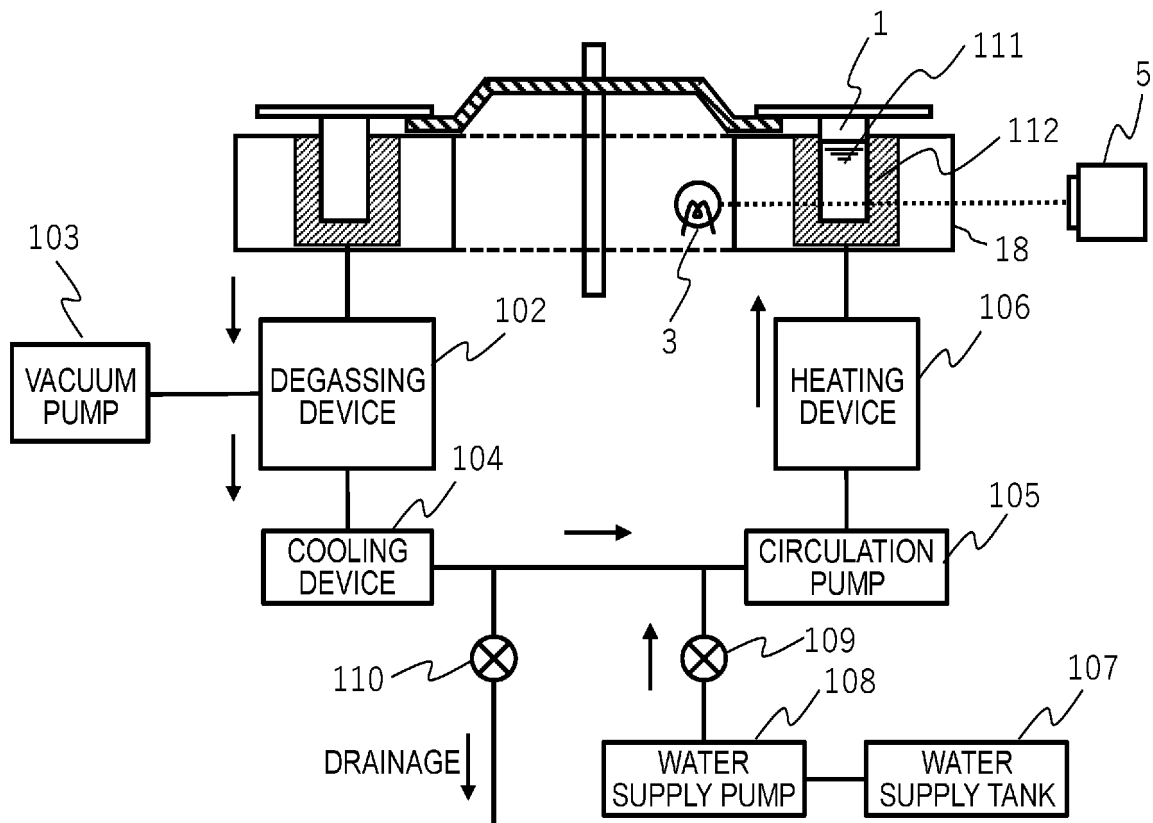 1
111
5
112
103
18
102
3
106
VACUUM
PUMP
DEGASSING
DEVICE
HEATING
DEVICE
104
105
COOLING
DEVICE
CIRCULATION
PUMP
109
110
108
107
DRAINAGE
WATER
SUPPLY PUMP
WATER
SUPPLY TANK